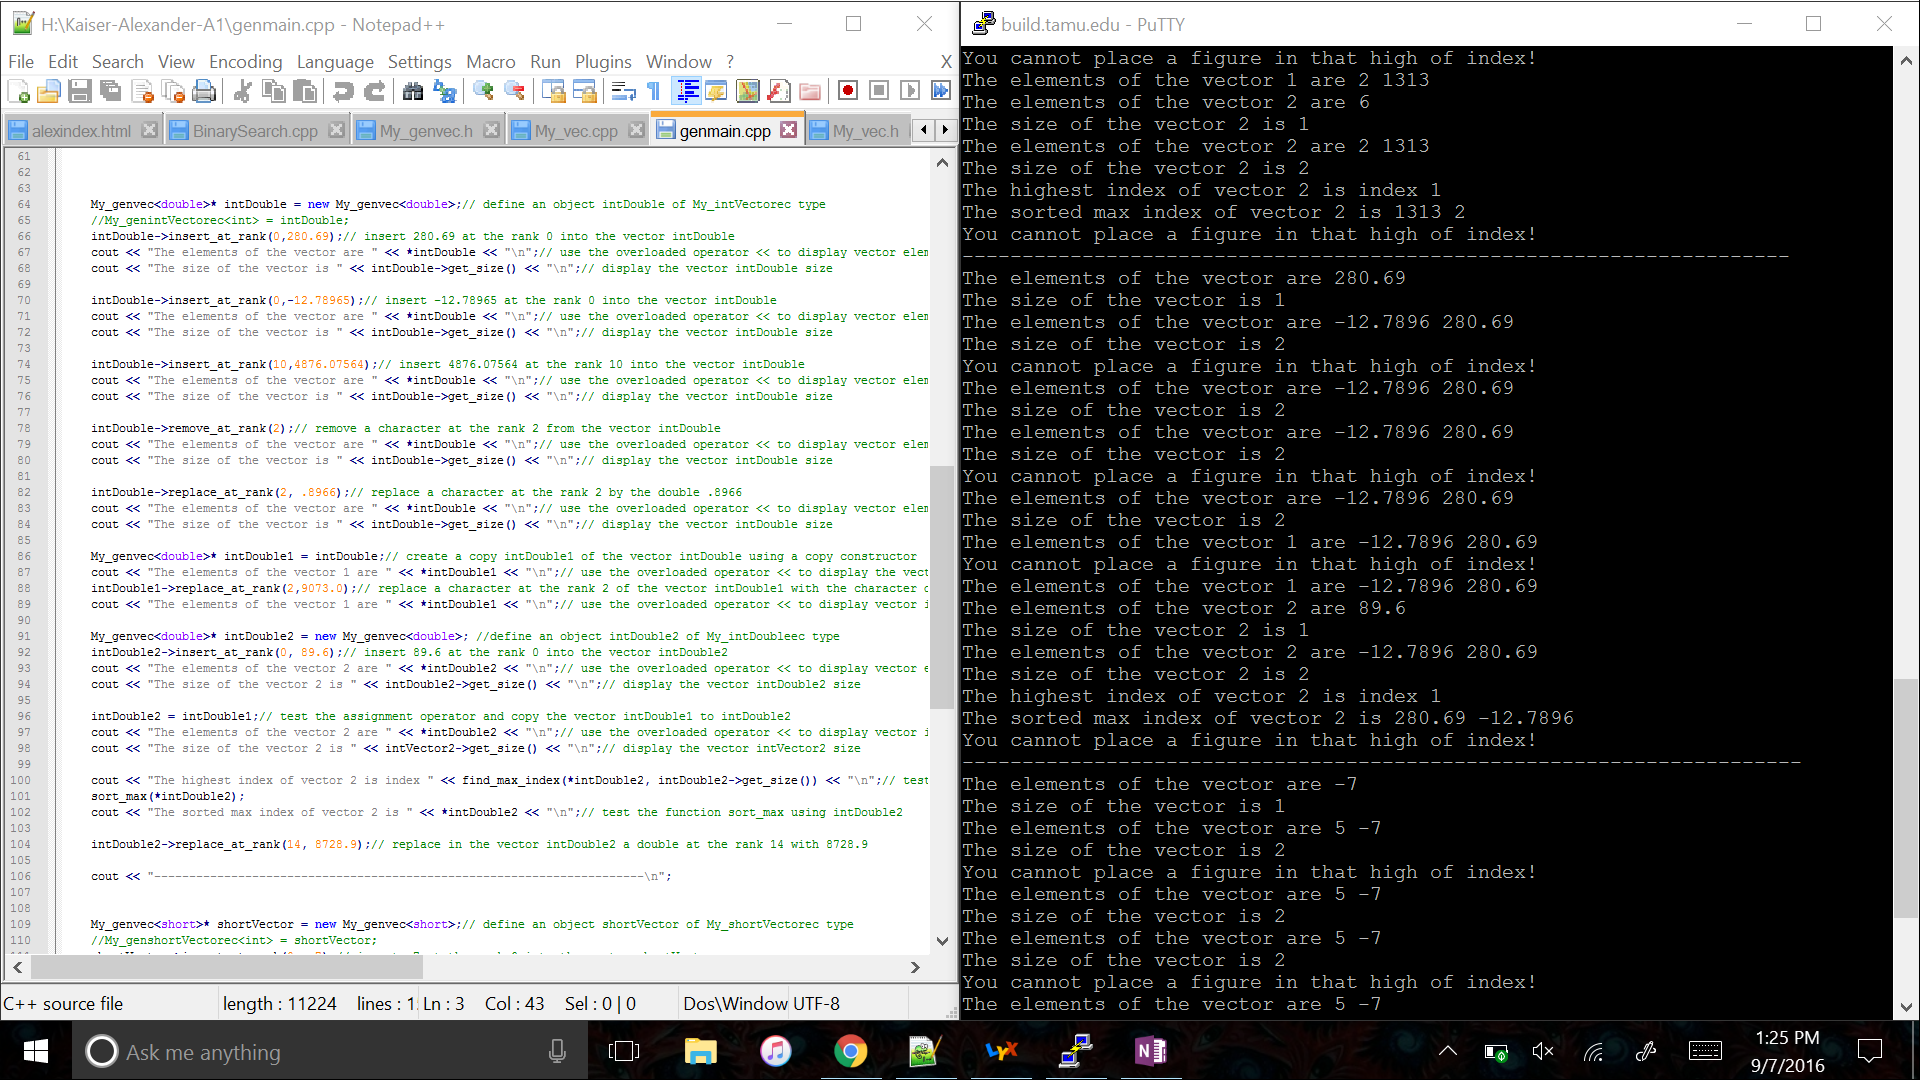 H:\Kaiser-Alexander-A1\genmain.cpp - Notepad++
File Edit Search View Encoding Language Settings Macro Run Plugins Window ? X
alexindex.html BinarySearch.cpp My_genvec.h My_vec.cpp genmain.cpp My_vec.h
61
62
63
64 My_genvec<double>* intDouble = new My_genvec<double>;// define an object intDouble of My_intVectorec type
65 //My_genintVectorec<int> = intDouble;
66 intDouble->insert_at_rank(0,280.69);// insert 280.69 at the rank 0 into the vector intDouble
67 cout << "The elements of the vector are " << *intDouble << "\n";// use the overloaded operator << to display vector elem
68 cout << "The size of the vector is " << intDouble->get_size() << "\n";// display the vector intDouble size
69
70 intDouble->insert_at_rank(0,-12.78965);// insert -12.78965 at the rank 0 into the vector intDouble
71 cout << "The elements of the vector are " << *intDouble << "\n";// use the overloaded operator << to display vector elem
72 cout << "The size of the vector is " << intDouble->get_size() << "\n";// display the vector intDouble size
73
74 intDouble->insert_at_rank(10,4876.07564);// insert 4876.07564 at the rank 10 into the vector intDouble
75 cout << "The elements of the vector are " << *intDouble << "\n";// use the overloaded operator << to display vector elem
76 cout << "The size of the vector is " << intDouble->get_size() << "\n";// display the vector intDouble size
77
78 intDouble->remove_at_rank(2);// remove a character at the rank 2 from the vector intDouble
79 cout << "The elements of the vector are " << *intDouble << "\n";// use the overloaded operator << to display vector elem
80 cout << "The size of the vector is " << intDouble->get_size() << "\n";// display the vector intDouble size
81
82 intDouble->replace_at_rank(2, .8966);// replace a character at the rank 2 by the double .8966
83 cout << "The elements of the vector are " << *intDouble << "\n";// use the overloaded operator << to display vector elem
84 cout << "The size of the vector is " << intDouble->get_size() << "\n";// display the vector intDouble size
85
86 My_genvec<double>* intDouble1 = intDouble;// create a copy intDouble1 of the vector intDouble using a copy constructor
87 cout << "The elements of the vector 1 are " << *intDouble1 << "\n";// use the overloaded operator << to display the vect
88 intDouble1->replace_at_rank(2,9073.0);// replace a character at the rank 2 of the vector intDouble1 with the character
89 cout << "The elements of the vector 1 are " << *intDouble1 << "\n";// use the overloaded operator << to display vector i
90
91 My_genvec<double>* intDouble2 = new My_genvec<double>; //define an object intDouble2 of My_intDoubleec type
92 intDouble2->insert_at_rank(0, 89.6);// insert 89.6 at the rank 0 into the vector intDouble2
93 cout << "The elements of the vector 2 are " << *intDouble2 << "\n";// use the overloaded operator << to display vector e
94 cout << "The size of the vector 2 is " << intDouble2->get_size() << "\n";// display the vector intDouble2 size
95
96 intDouble2 = intDouble1;// test the assignment operator and copy the vector intDouble1 to intDouble2
97 cout << "The elements of the vector 2 are " << *intDouble2 << "\n";// use the overloaded operator << to display vector i
98 cout << "The size of the vector 2 is " << intVector2->get_size() << "\n";// display the vector intVector2 size
99
100 cout << "The highest index of vector 2 is index " << find_max_index(*intDouble2, intDouble2->get_size()) << "\n";// test
101 sort_max(*intDouble2);
102 cout << "The sorted max index of vector 2 is " << *intDouble2 << "\n";// test the function sort_max using intDouble2
103
104 intDouble2->replace_at_rank(14, 8728.9);// replace in the vector intDouble2 a double at the rank 14 with 8728.9
105
106 cout << "----------------------------------------------------------------------\n";
107
108
109 My_genvec<short>* shortVector = new My_genvec<short>;// define an object shortVector of My_shortVectorec type
110 //My_genshortVectorec<int> = shortVector;
C++ source file length : 11224 lines : 1 Ln : 3 Col : 43 Sel : 0 | 0 Dos\Window UTF-8
build.tamu.edu - PuTTY
You cannot place a figure in that high of index!
The elements of the vector 1 are 2 1313
The elements of the vector 2 are 6
The size of the vector 2 is 1
The elements of the vector 2 are 2 1313
The size of the vector 2 is 2
The highest index of vector 2 is index 1
The sorted max index of vector 2 is 1313 2
You cannot place a figure in that high of index!
---------------------------------------------------------------------
The elements of the vector are 280.69
The size of the vector is 1
The elements of the vector are -12.7896 280.69
The size of the vector is 2
You cannot place a figure in that high of index!
The elements of the vector are -12.7896 280.69
The size of the vector is 2
The elements of the vector are -12.7896 280.69
The size of the vector is 2
You cannot place a figure in that high of index!
The elements of the vector are -12.7896 280.69
The size of the vector is 2
The elements of the vector 1 are -12.7896 280.69
You cannot place a figure in that high of index!
The elements of the vector 1 are -12.7896 280.69
The elements of the vector 2 are 89.6
The size of the vector 2 is 1
The elements of the vector 2 are -12.7896 280.69
The size of the vector 2 is 2
The highest index of vector 2 is index 1
The sorted max index of vector 2 is 280.69 -12.7896
You cannot place a figure in that high of index!
----------------------------------------------------------------------
The elements of the vector are -7
The size of the vector is 1
The elements of the vector are 5 -7
The size of the vector is 2
You cannot place a figure in that high of index!
The elements of the vector are 5 -7
The size of the vector is 2
The elements of the vector are 5 -7
The size of the vector is 2
You cannot place a figure in that high of index!
The elements of the vector are 5 -7
Ask me anything
1:25 PM
9/7/2016